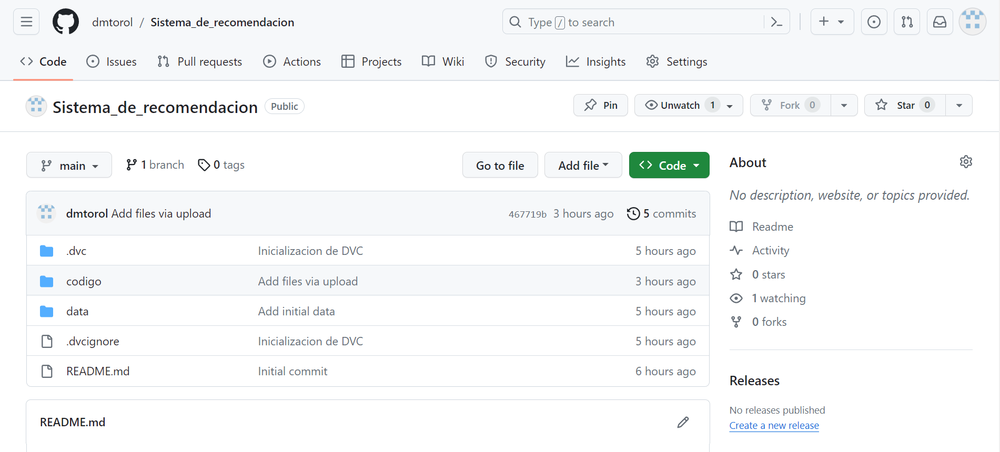 dmtorol / Sistema_de_recomendacion
Type / to search
Code
Issues
Pull requests
Actions
Projects
Wiki
Security
Insights
Settings
Sistema_de_recomendacion
Public
Pin
Unwatch 1
Fork 0
Star 0
main
1 branch
0 tags
Go to file
Add file
Code
dmtorol Add files via upload
467719b 3 hours ago
5 commits
.dvc Inicializacion de DVC 5 hours ago
codigo Add files via upload 3 hours ago
data Add initial data 5 hours ago
.dvcignore Inicializacion de DVC 5 hours ago
README.md Initial commit 6 hours ago
README.md
About
No description, website, or topics provided.
Readme
Activity
0 stars
1 watching
0 forks
Releases
No releases published
Create a new release